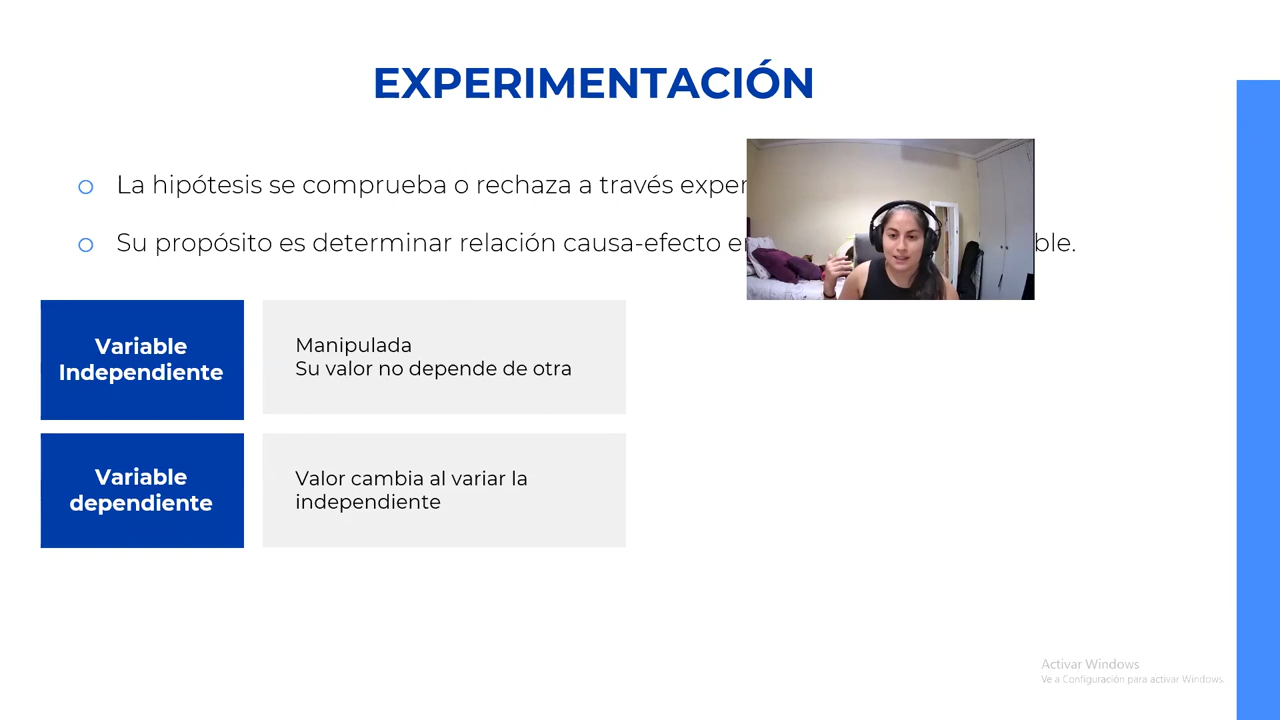 EXPERIMENTACIÓN
La hipótesis se comprueba o rechaza a través
Su propósito es determinar relación causa-efecto
Variable
Independiente
Manipulada
Su valor no depende de otra
Variable
dependiente
Valor cambia al variar la
independiente
Activar Windows
Ve a Configuración para activar Windows.